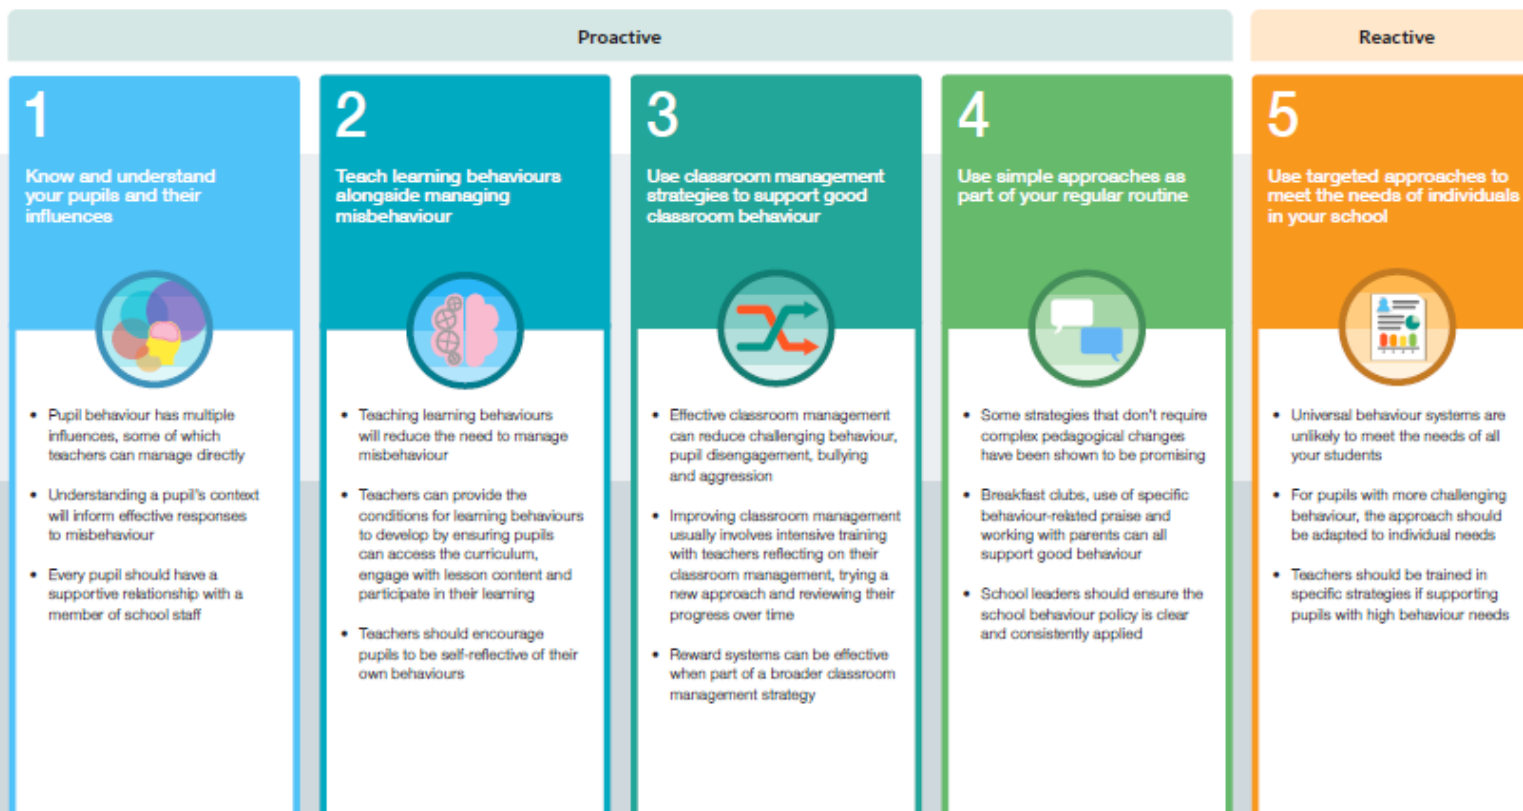 Proactive
Reactive
1
Know and understand
your pupils and their
influences
• Pupil behaviour has multiple
influences, some of which
teachers can manage directly
• Understanding a pupil's context
will inform effective responses
to misbehaviour
• Every pupil should have a
supportive relationship with a
member of school staff
2
Teach learning behaviours
alongside managing
misbehaviour
• Teaching learning behaviours
will reduce the need to manage
misbehaviour
• Teachers can provide the
conditions for learning behaviours
to develop by ensuring pupils
can access the curriculum,
engage with lesson content and
participate in their learning
• Teachers should encourage
pupils to be self-reflective of their
own behaviours
3
Use classroom management
strategies to support good
classroom behaviour
• Effective classroom management
can reduce challenging behaviour,
pupil disengagement, bullying
and aggression
• Improving classroom management
usually involves intensive training
with teachers reflecting on their
classroom management, trying a
new approach and reviewing their
progress over time
• Reward systems can be effective
when part of a broader classroom
management strategy
4
Use simple approaches as
part of your regular routine
• Some strategies that don't require
complex pedagogical changes
have been shown to be promising
• Breakfast clubs, use of specific
behaviour-related praise and
working with parents can all
support good behaviour
• School leaders should ensure the
school behaviour policy is clear
and consistently applied
5
Use targeted approaches to
meet the needs of individuals
in your school
• Universal behaviour systems are
unlikely to meet the needs of all
your students
• For pupils with more challenging
behaviour, the approach should
be adapted to individual needs
• Teachers should be trained in
specific strategies if supporting
pupils with high behaviour needs